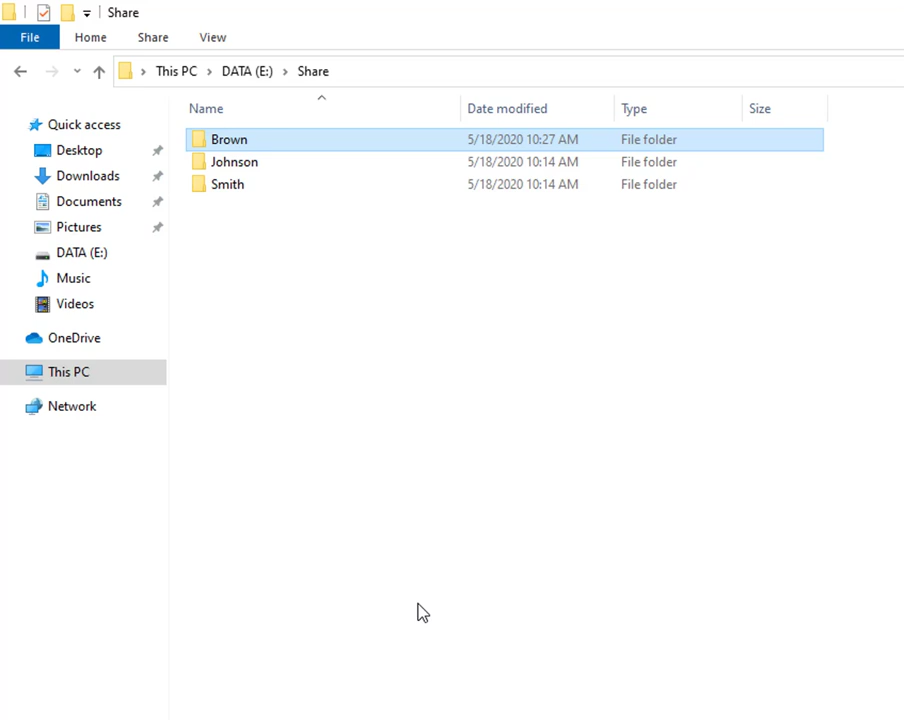 Share
File Home Share View
This PC DATA (E:) Share
Name Date modified Type Size
Quick access
Desktop
Downloads
Documents
Pictures
DATA (E:)
Music
Videos
OneDrive
This PC
Network
Brown 5/18/2020 10:27 AM File folder
Johnson 5/18/2020 10:14 AM File folder
Smith 5/18/2020 10:14 AM File folder